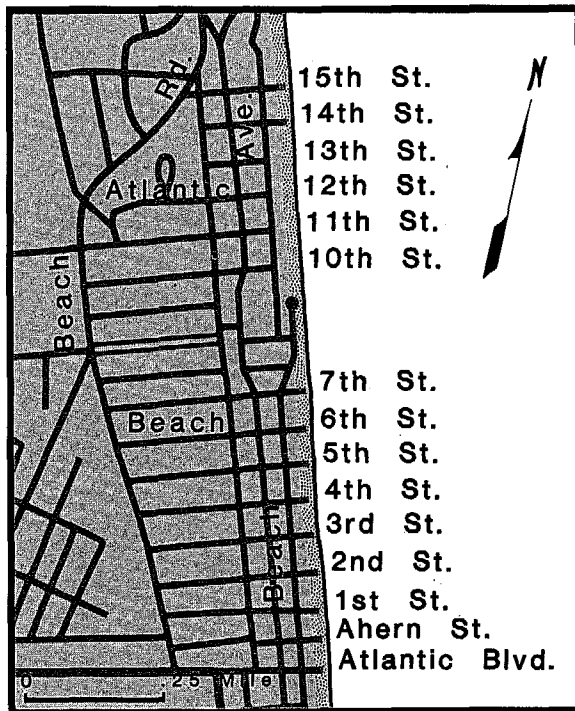 N
15th St.
14th St.
13th St.
12th St.
11th St.
10th St.
7th St.
6th St.
5th St.
4th St.
3rd St.
2nd St.
1st St.
Ahern St.
Atlantic Blvd.
Beach Rd.
Beach Ave.
Atlantic
Beach
0 .25 Mile